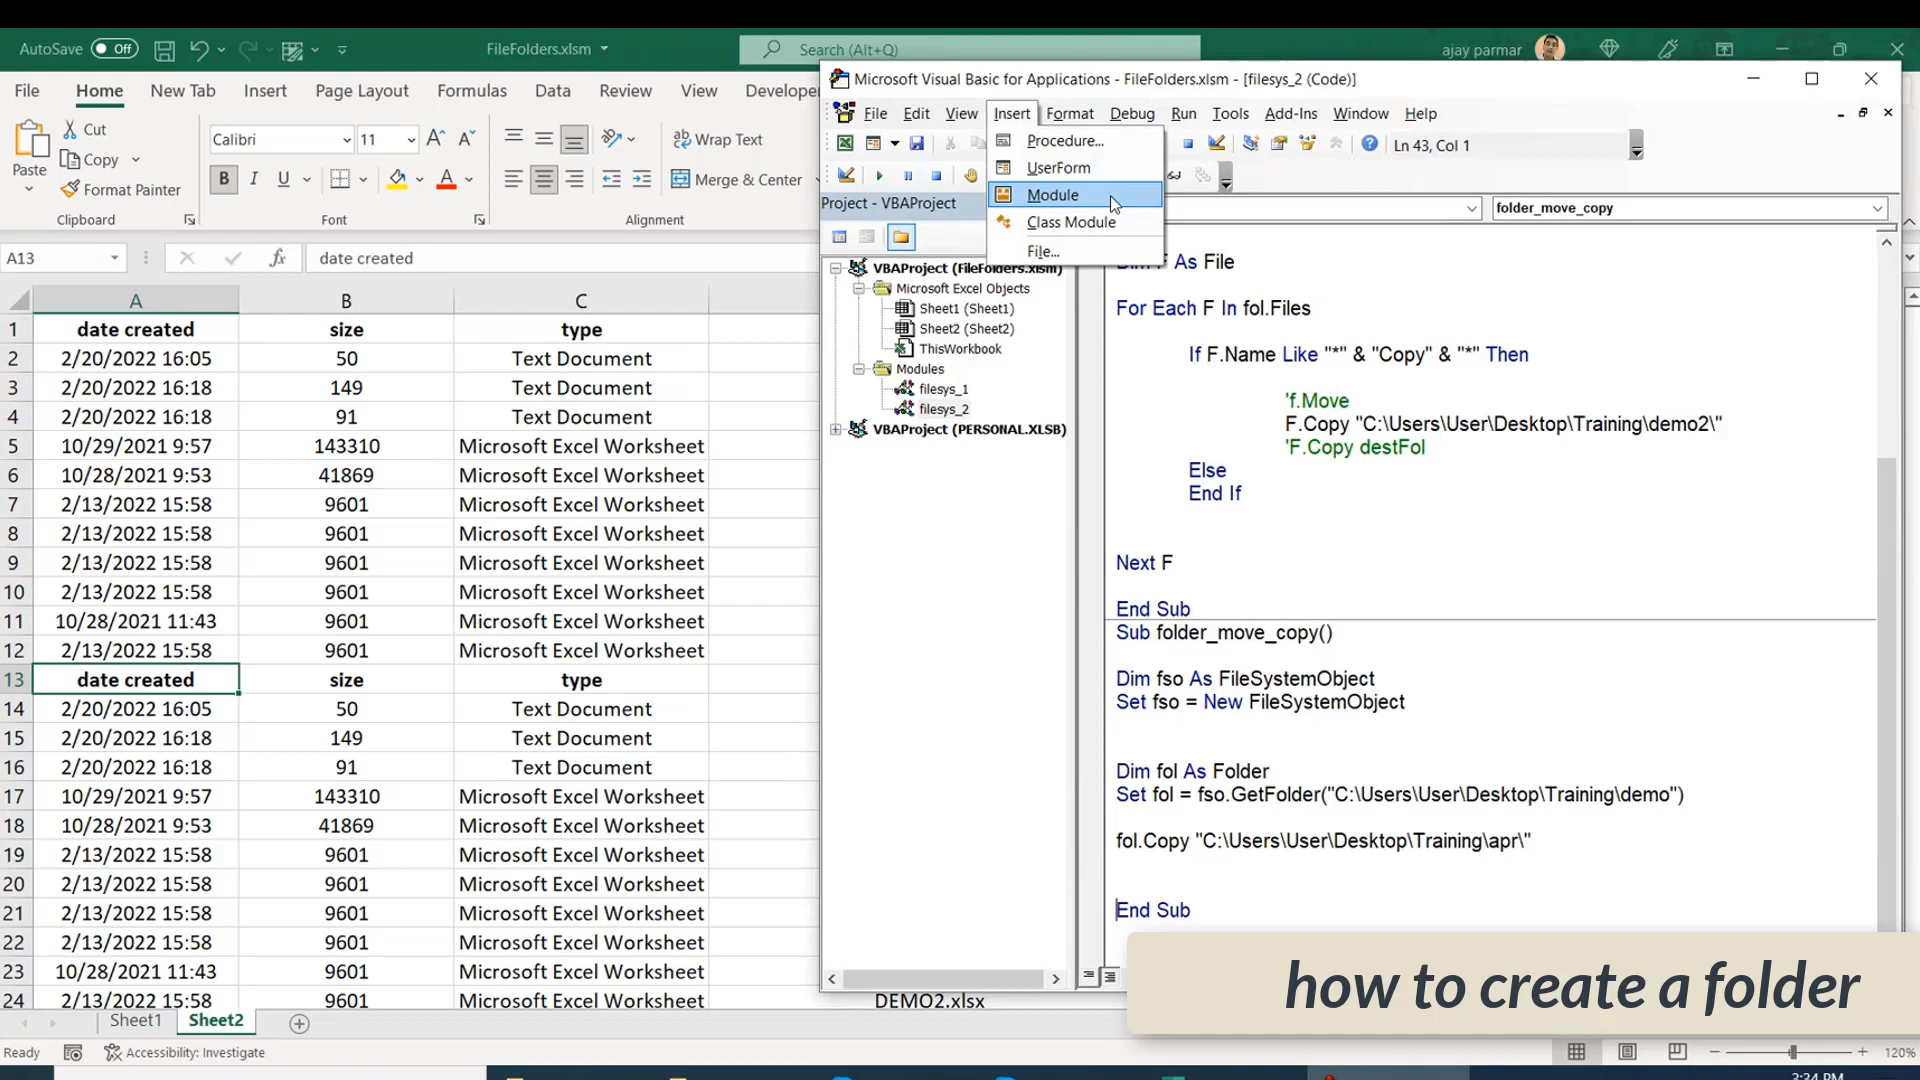 AutoSave Off
FileFolders.xlsm
Search (Alt+Q)
ajay parmar
File Home New Tab Insert Page Layout Formulas Data Review View Developer
Paste
Cut
Copy
Format Painter
Clipboard
Calibri 11
B I U
Font
Wrap Text
Merge & Center
Alignment
A13 fx date created
A B C
1 date created size type
2 2/20/2022 16:05 50 Text Document
3 2/20/2022 16:18 149 Text Document
4 2/20/2022 16:18 91 Text Document
5 10/29/2021 9:57 143310 Microsoft Excel Worksheet
6 10/28/2021 9:53 41869 Microsoft Excel Worksheet
7 2/13/2022 15:58 9601 Microsoft Excel Worksheet
8 2/13/2022 15:58 9601 Microsoft Excel Worksheet
9 2/13/2022 15:58 9601 Microsoft Excel Worksheet
10 2/13/2022 15:58 9601 Microsoft Excel Worksheet
11 10/28/2021 11:43 9601 Microsoft Excel Worksheet
12 2/13/2022 15:58 9601 Microsoft Excel Worksheet
13 date created size type
14 2/20/2022 16:05 50 Text Document
15 2/20/2022 16:18 149 Text Document
16 2/20/2022 16:18 91 Text Document
17 10/29/2021 9:57 143310 Microsoft Excel Worksheet
18 10/28/2021 9:53 41869 Microsoft Excel Worksheet
19 2/13/2022 15:58 9601 Microsoft Excel Worksheet
20 2/13/2022 15:58 9601 Microsoft Excel Worksheet
21 2/13/2022 15:58 9601 Microsoft Excel Worksheet
22 2/13/2022 15:58 9601 Microsoft Excel Worksheet
23 10/28/2021 11:43 9601 Microsoft Excel Worksheet
24 2/13/2022 15:58 9601 Microsoft Excel Worksheet DEMO2.xlsx
Sheet1 Sheet2
Ready Accessibility: Investigate
120%
3:34 PM
Microsoft Visual Basic for Applications - FileFolders.xlsm - [filesys_2 (Code)]
File Edit View Insert Format Debug Run Tools Add-Ins Window Help
Ln 43, Col 1
Procedure...
UserForm
Module
Class Module
File...
Project - VBAProject
VBAProject (FileFolders.xlsm)
Microsoft Excel Objects
Sheet1 (Sheet1)
Sheet2 (Sheet2)
ThisWorkbook
Modules
filesys_1
filesys_2
VBAProject (PERSONAL.XLSB)
folder_move_copy
Dim F As File
For Each F In fol.Files
If F.Name Like "*" & "Copy" & "*" Then
'f.Move
F.Copy "C:\Users\User\Desktop\Training\demo2\"
'F.Copy destFol
Else
End If
Next F
End Sub
Sub folder_move_copy()
Dim fso As FileSystemObject
Set fso = New FileSystemObject
Dim fol As Folder
Set fol = fso.GetFolder("C:\Users\User\Desktop\Training\demo")
fol.Copy "C:\Users\User\Desktop\Training\apr\"
End Sub
how to create a folder